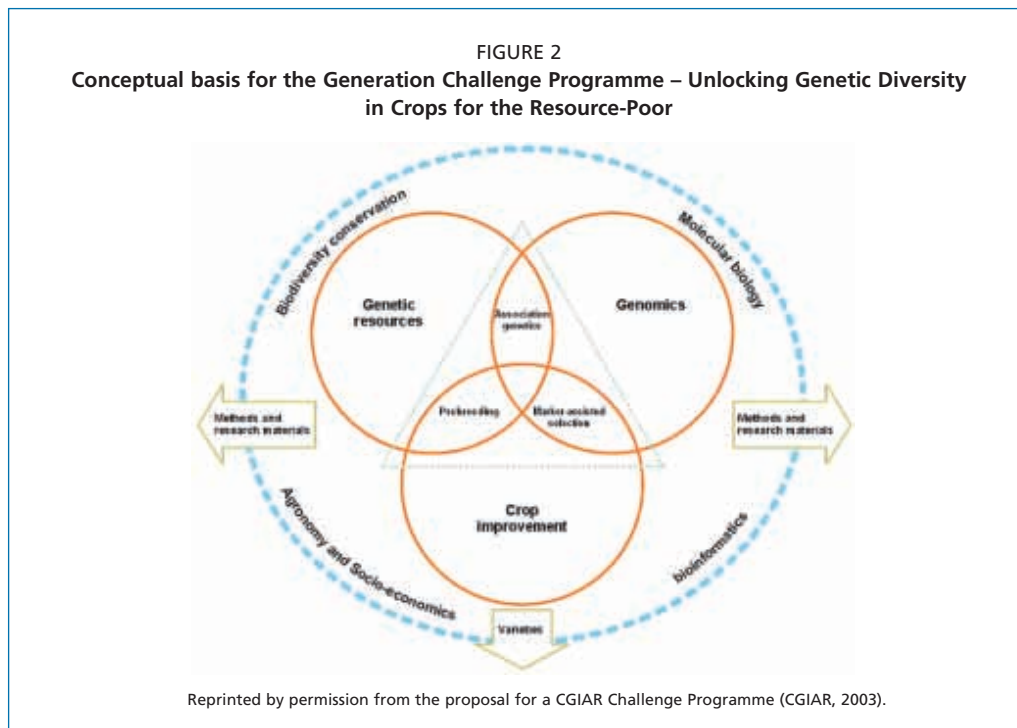 FIGURE 2
Conceptual basis for the Generation Challenge Programme – Unlocking Genetic Diversity
in Crops for the Resource-Poor
Biodiversity conservation
Molecular biology
Genetic
resources
Association
genetics
Genomics
Methods and
research materials
Prebreeding
Marker-assisted
selection
Methods and
research materials
Crop
improvement
Agronomy and Socio-economics
bioinformatics
Varieties
Reprinted by permission from the proposal for a CGIAR Challenge Programme (CGIAR, 2003).